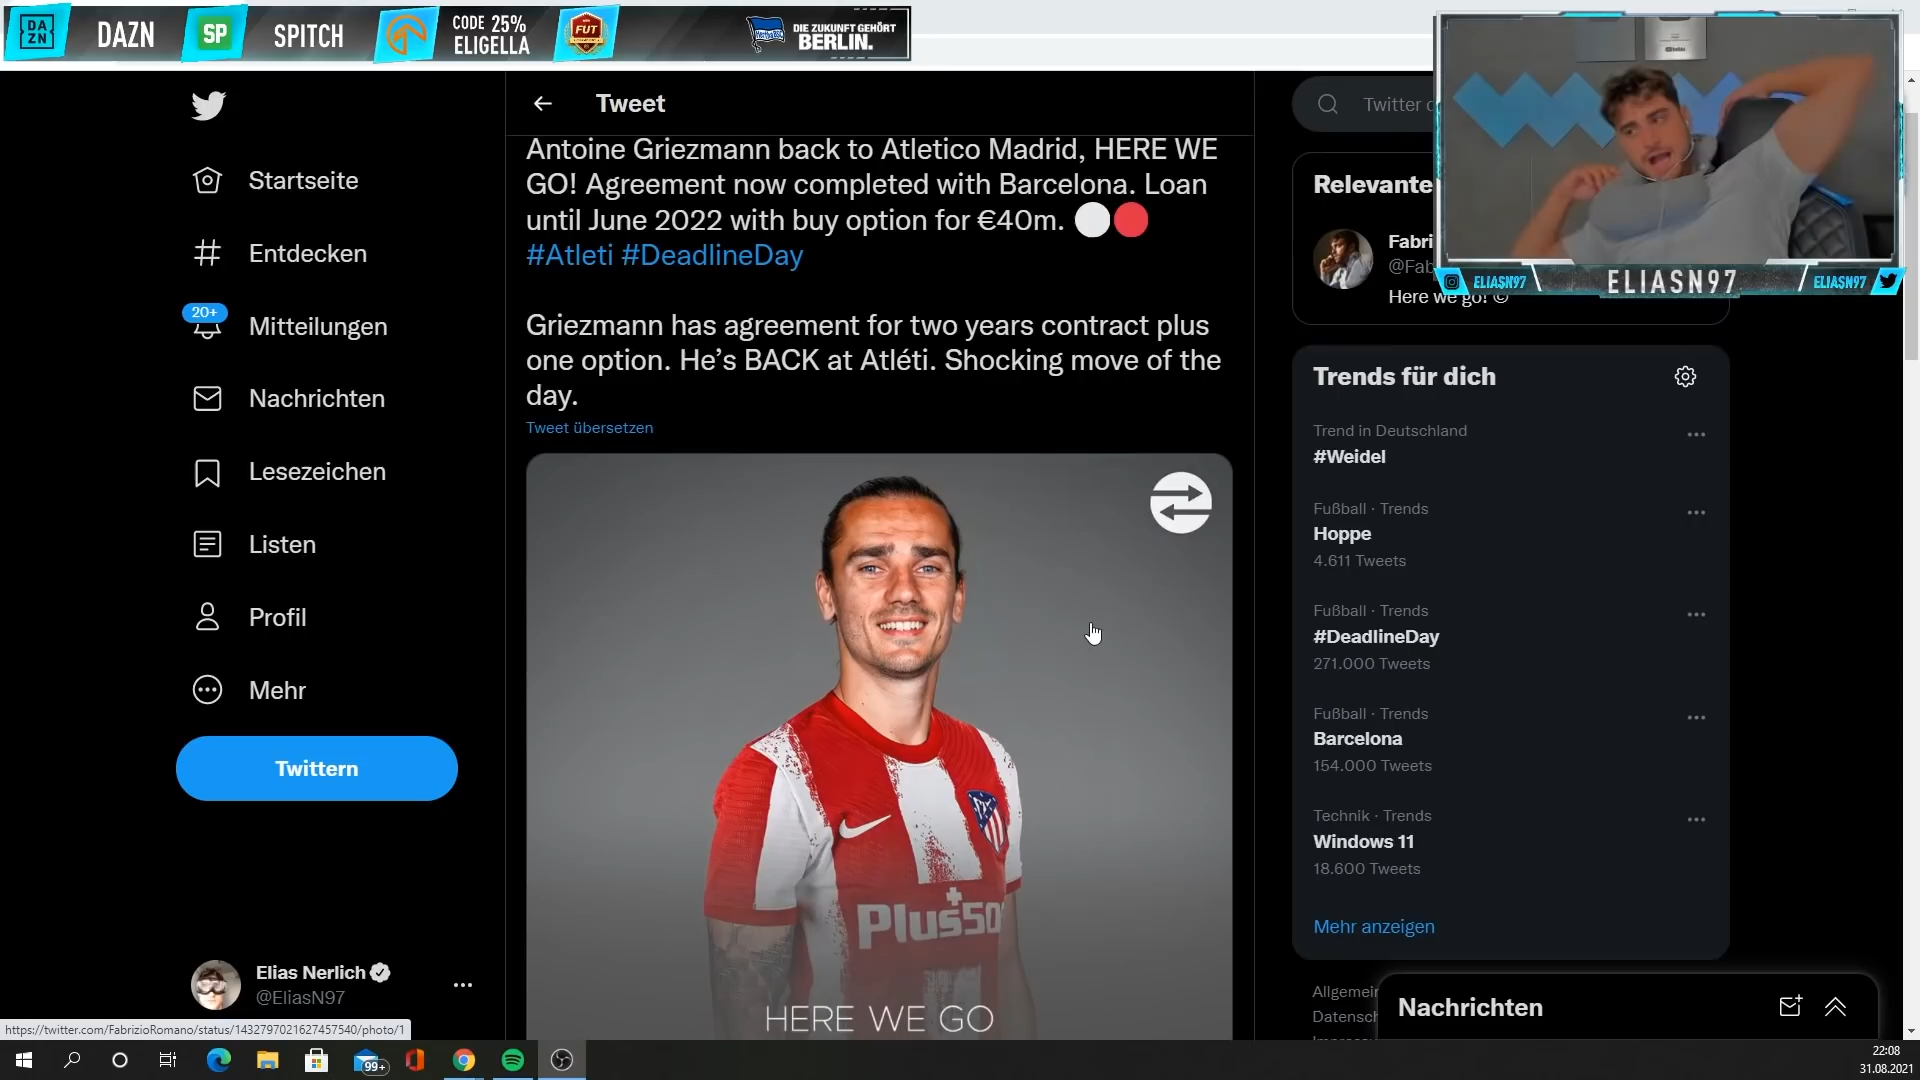 DAZN
DAZN
SP
SPITCH
CODE 25%
ELIGELLA
FUT
DIE ZUKUNFT GEHÖRT
BERLIN.
ELIASN97
ELIASN97
ELIASN97
Startseite
Entdecken
20+
Mitteilungen
Nachrichten
Lesezeichen
Listen
Profil
Mehr
Twittern
Elias Nerlich
@EliasN97
Tweet
Antoine Griezmann back to Atletico Madrid, HERE WE
GO! Agreement now completed with Barcelona. Loan
until June 2022 with buy option for €40m.
#Atleti #DeadlineDay
Griezmann has agreement for two years contract plus
one option. He’s BACK at Atléti. Shocking move of the
day.
Tweet übersetzen
Plus50
HERE WE GO
Twitter
Relevante
Fabri
@Fab
Here we go! ©
Trends für dich
Trend in Deutschland
#Weidel
Fußball · Trends
Hoppe
4.611 Tweets
Fußball · Trends
#DeadlineDay
271.000 Tweets
Fußball · Trends
Barcelona
154.000 Tweets
Technik · Trends
Windows 11
18.600 Tweets
Mehr anzeigen
Allgemei
Datensch
Nachrichten
https://twitter.com/FabrizioRomano/status/1432797021627457540/photo/1
99+
22:08
31.08.2021